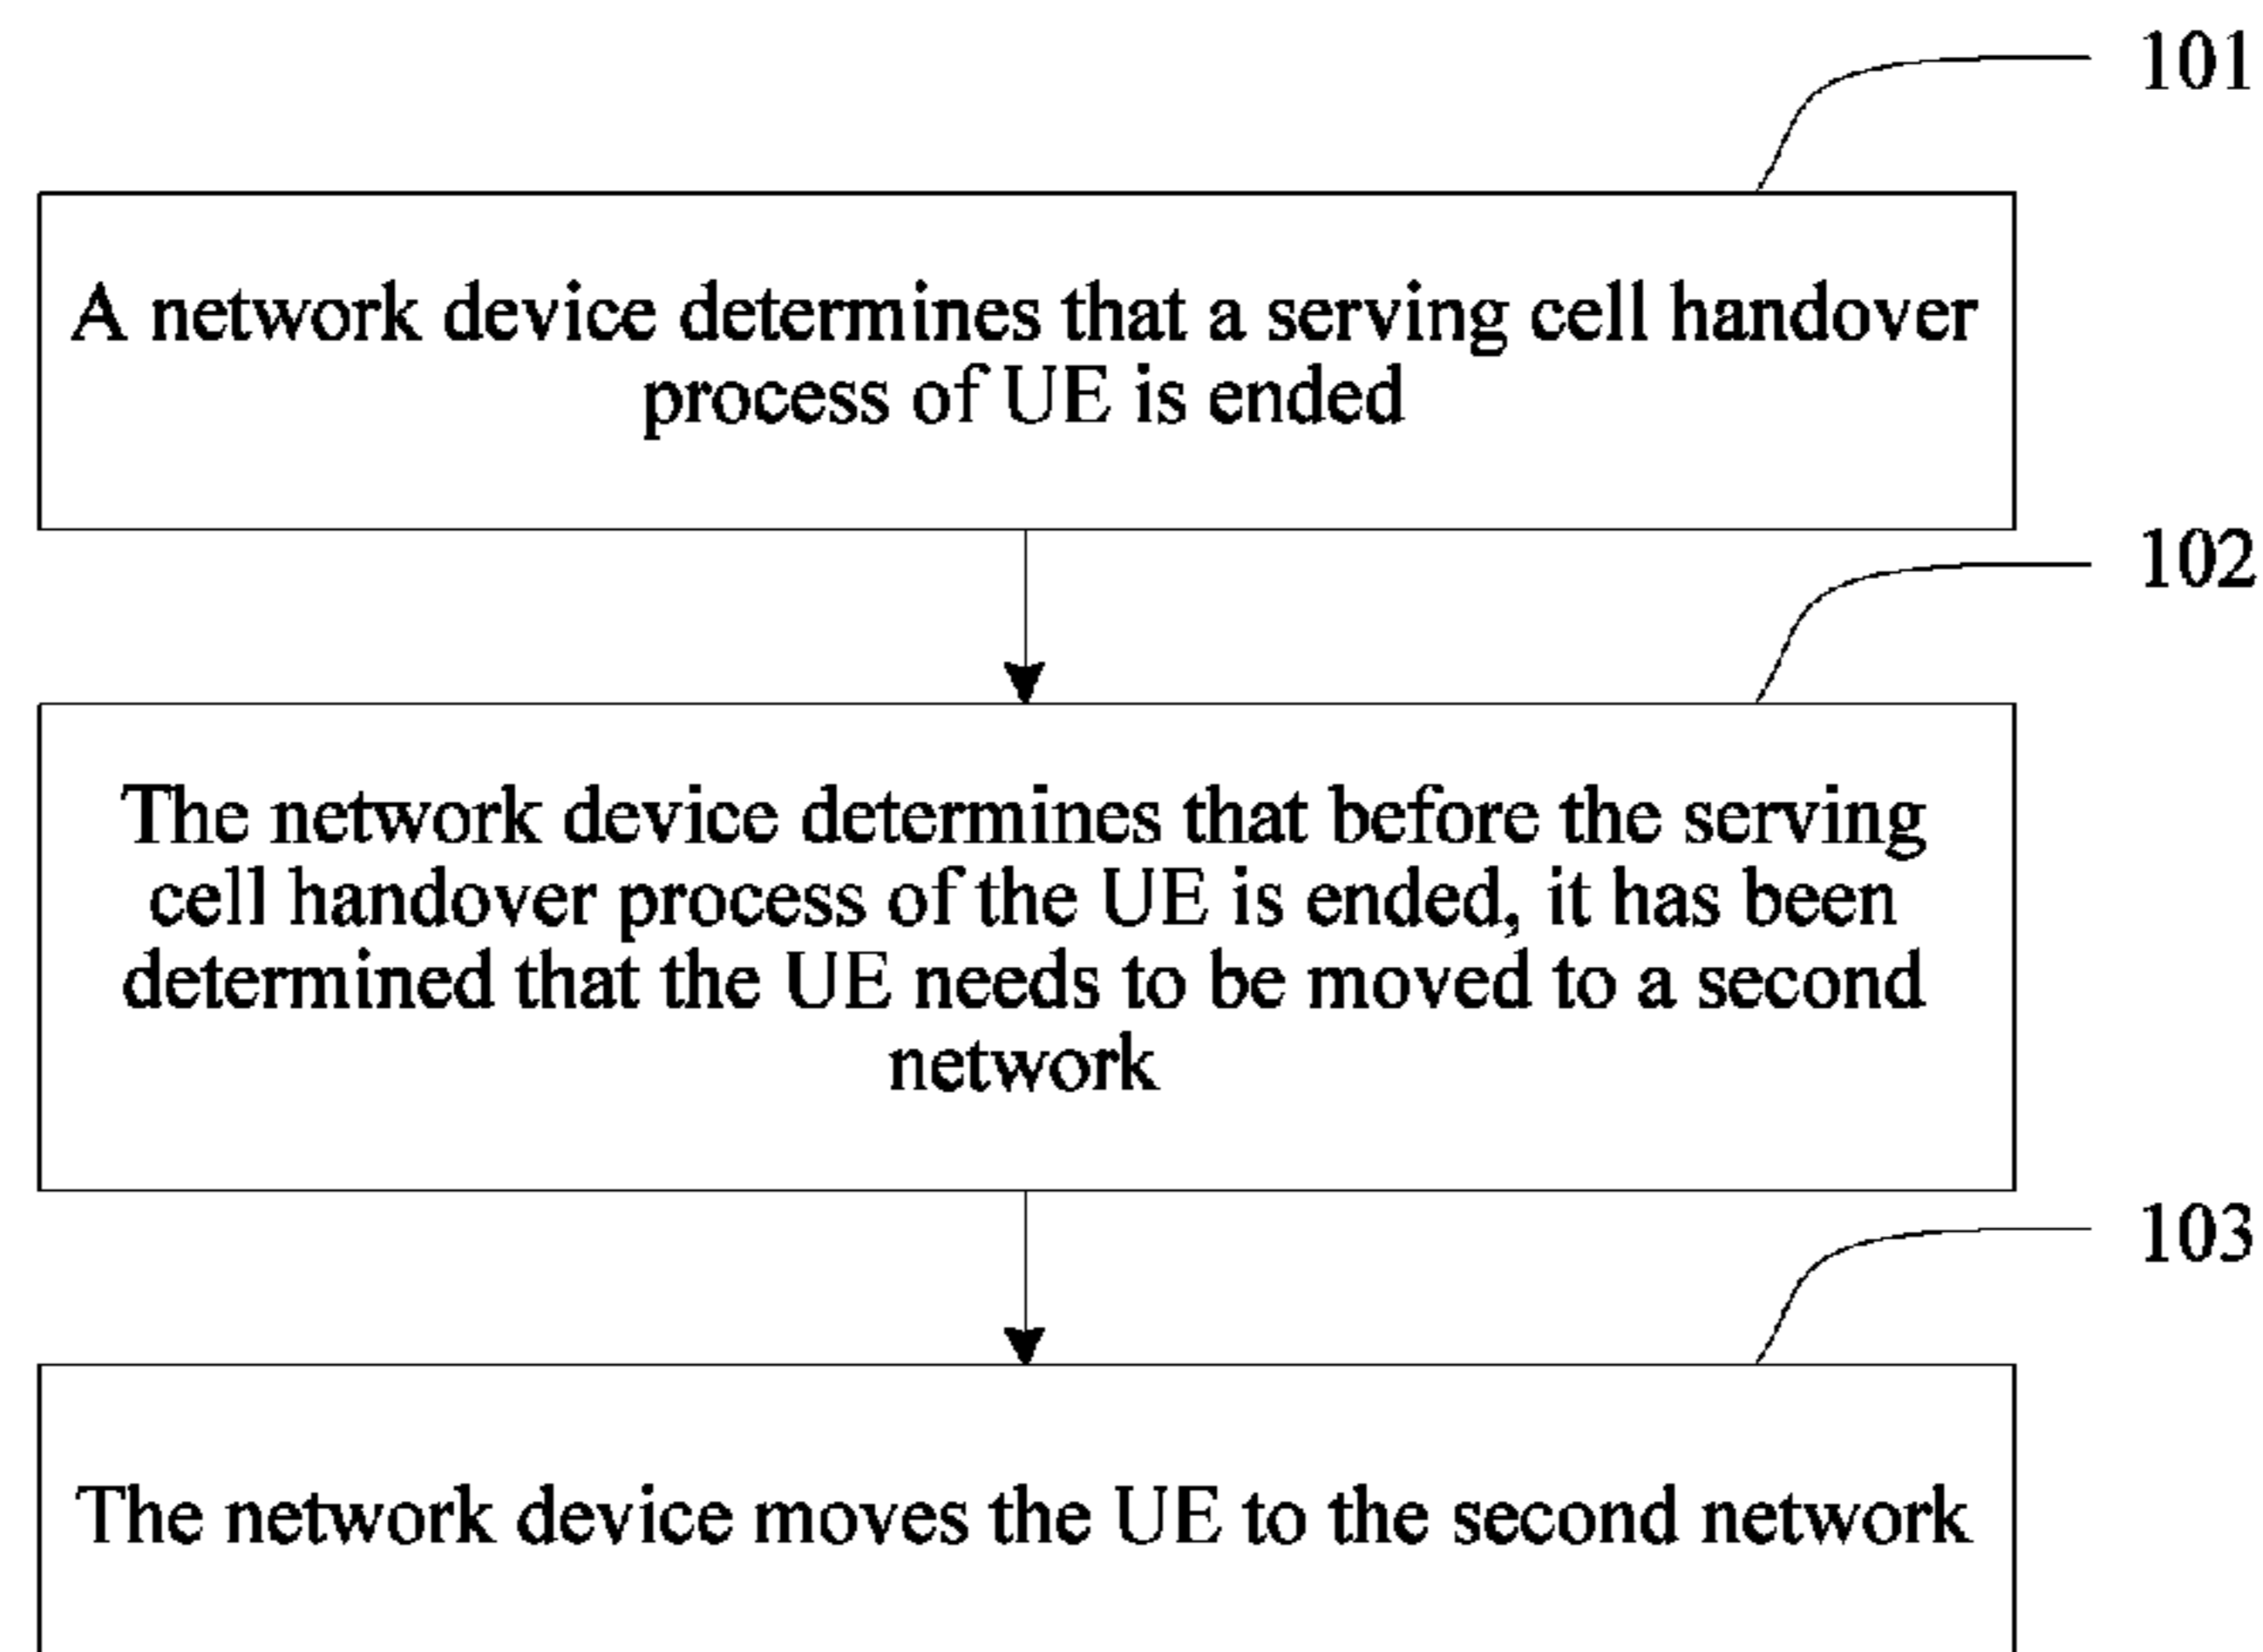 101
A network device determines that a serving cell handover
process of UE is ended
102
The network device determines that before the serving
cell handover process of the UE is ended, it has been
determined that the UE needs to be moved to a second
network
103
The network device moves the UE to the second network